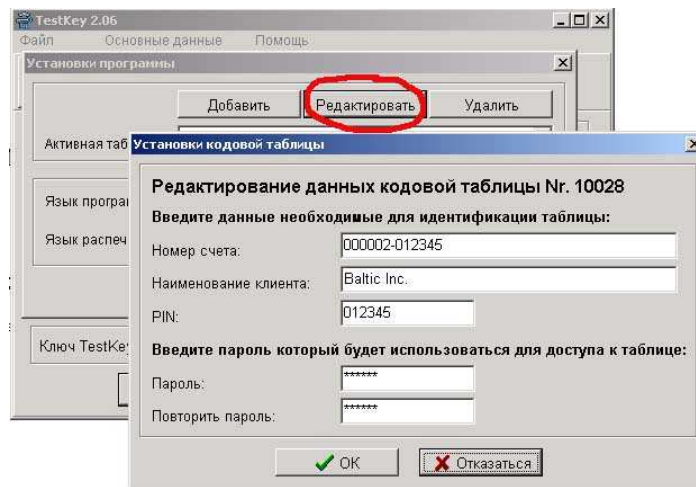 TestKey 2.06
Файл Основные данные Помощь
Установки программы
Добавить Редактировать Удалить
Активная таб
Установки кодовой таблицы
Редактирование данных кодовой таблицы Nr. 10028
Язык програм
Введите данные необходимые для идентификации таблицы:
Язык распеч
Номер счета: 000002-012345
Наименование клиента: Baltic Inc.
PIN: 012345
Ключ TestKe
Введите пароль который будет использоваться для доступа к таблице:
Пароль: ******
Повторить пароль: ******
OK Отказаться